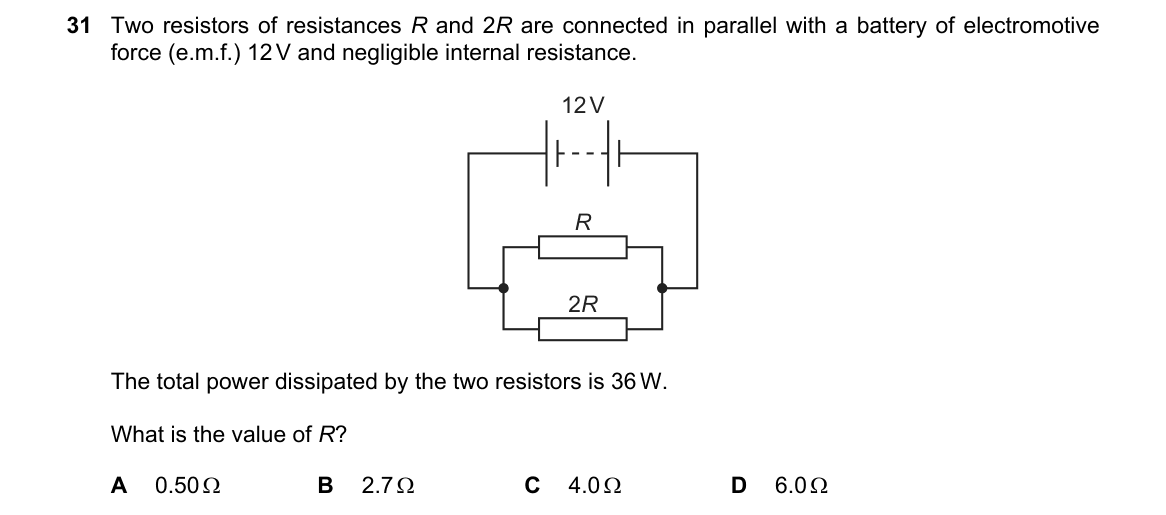 31 Two resistors of resistances R and 2R are connected in parallel with a battery of electromotive
force (e.m.f.) 12 V and negligible internal resistance.
12 V
R
2R
The total power dissipated by the two resistors is 36 W.
What is the value of R?
A 0.50 Ω B 2.7 Ω C 4.0 Ω D 6.0 Ω